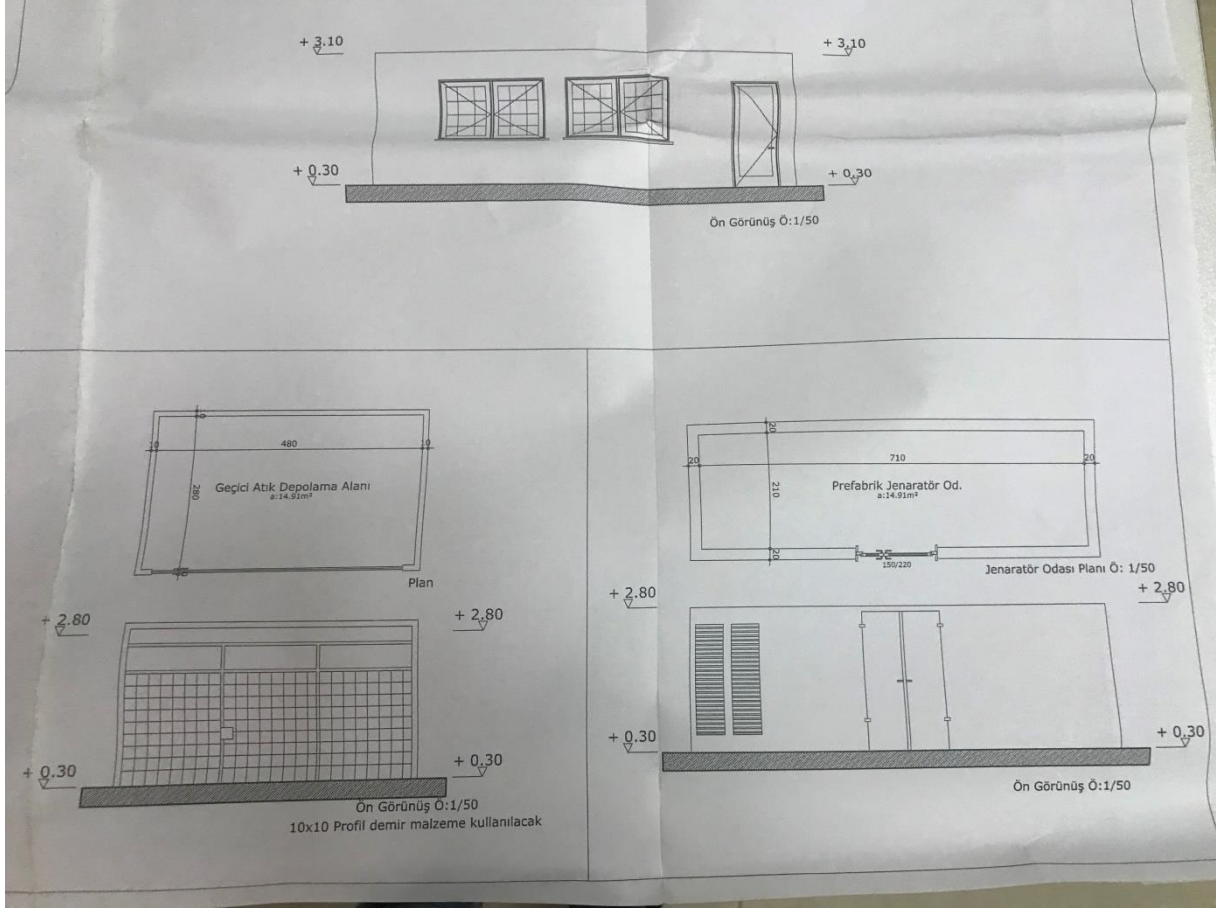 + 3.10
+ 3.10
+ 0.30
+ 0.30
Ön Görünüş Ö:1/50
10
480
10
280
Geçici Atık Depolama Alanı
a:14.91m²
Plan
+ 2.80
+ 2.80
+ 0.30
+ 0.30
Ön Görünüş Ö:1/50
10x10 Profil demir malzeme kullanılacak
20
20
710
20
210
Prefabrik Jenaratör Od.
a:14.91m²
20
150/220
Jenaratör Odası Planı Ö: 1/50
+ 2.80
+ 2.80
+ 0.30
+ 0.30
Ön Görünüş Ö:1/50